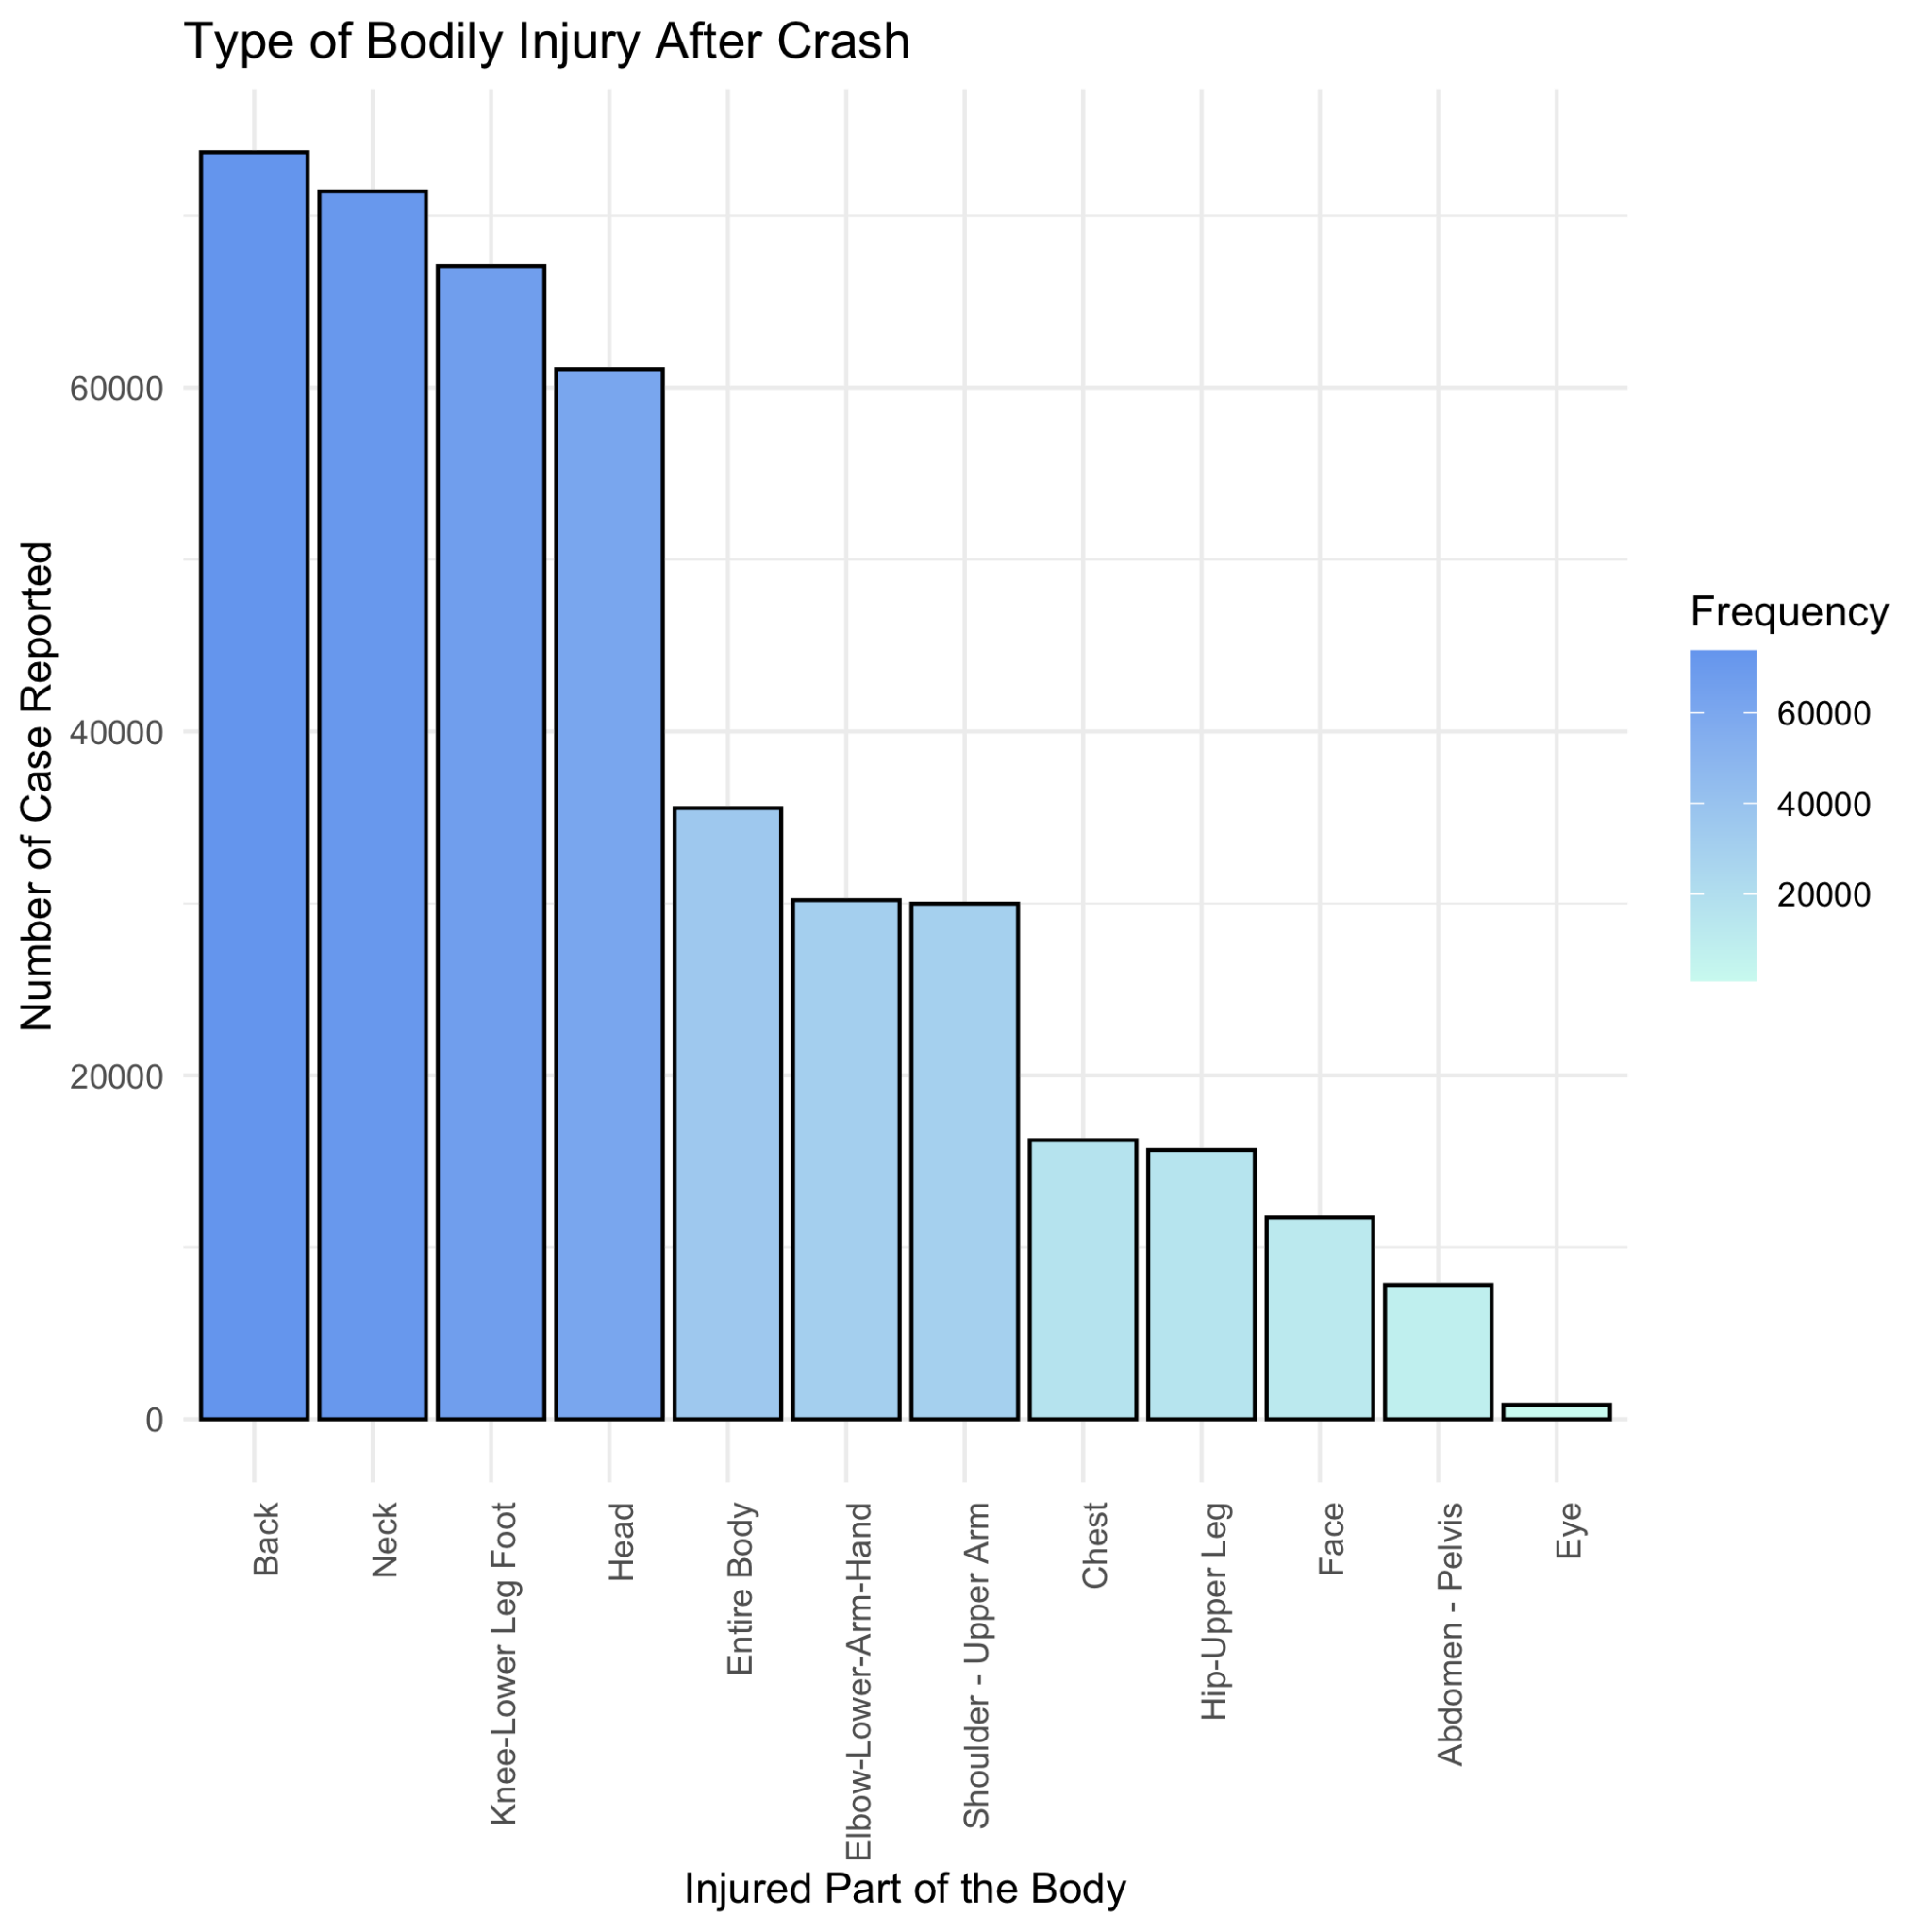 Type of Bodily Injury After Crash
Number of Case Reported
60000
40000
20000
0
Back
Neck
Knee-Lower Leg Foot
Head
Entire Body
Elbow-Lower-Arm-Hand
Shoulder - Upper Arm
Chest
Hip-Upper Leg
Face
Abdomen - Pelvis
Eye
Injured Part of the Body
Frequency
60000
40000
20000